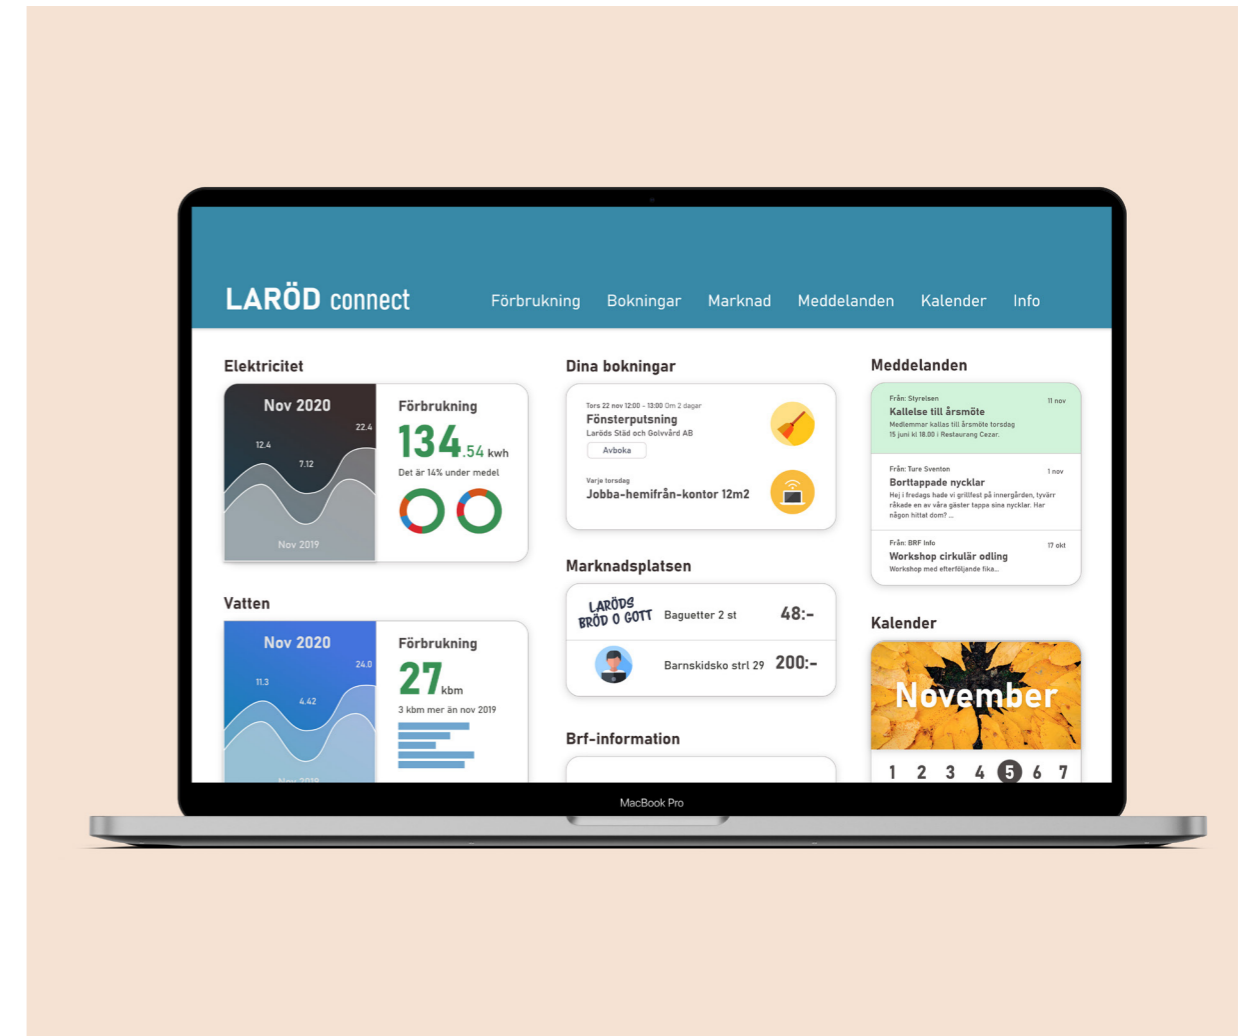 LARÖD connect
Förbrukning Bokningar Marknad Meddelanden Kalender Info
Elektricitet
Nov 2020
22.4
12.4
7.12
Nov 2019
Förbrukning
134.54 kwh
Det är 14% under medel
Vatten
Nov 2020
24.0
11.3
4.42
Nov 2019
Förbrukning
27 kbm
3 kbm mer än nov 2019
Dina bokningar
Tors 22 nov 12:00 - 13:00 Om 2 dagar
Fönsterputsning
Laröds Städ och Golvvård AB
Avboka
Varje torsdag
Jobba-hemifrån-kontor 12m2
Marknadsplatsen
LARÖDS
BRÖD O GOTT
Baguetter 2 st 48:-
Barnskidsko strl 29 200:-
Brf-information
Meddelanden
Från: Styrelsen 11 nov
Kallelse till årsmöte
Medlemmar kallas till årsmöte torsdag
15 juni kl 18.00 i Restaurang Cezar.
Från: Ture Sventon 1 nov
Borttappade nycklar
Hej i fredags hade vi grillfest på innergården, tyvärr
råkade en av våra gäster tappa sina nycklar. Har
någon hittat dom? ...
Från: BRF Info 17 okt
Workshop cirkulär odling
Workshop med efterföljande fika...
Kalender
November
1 2 3 4 5 6 7
MacBook Pro